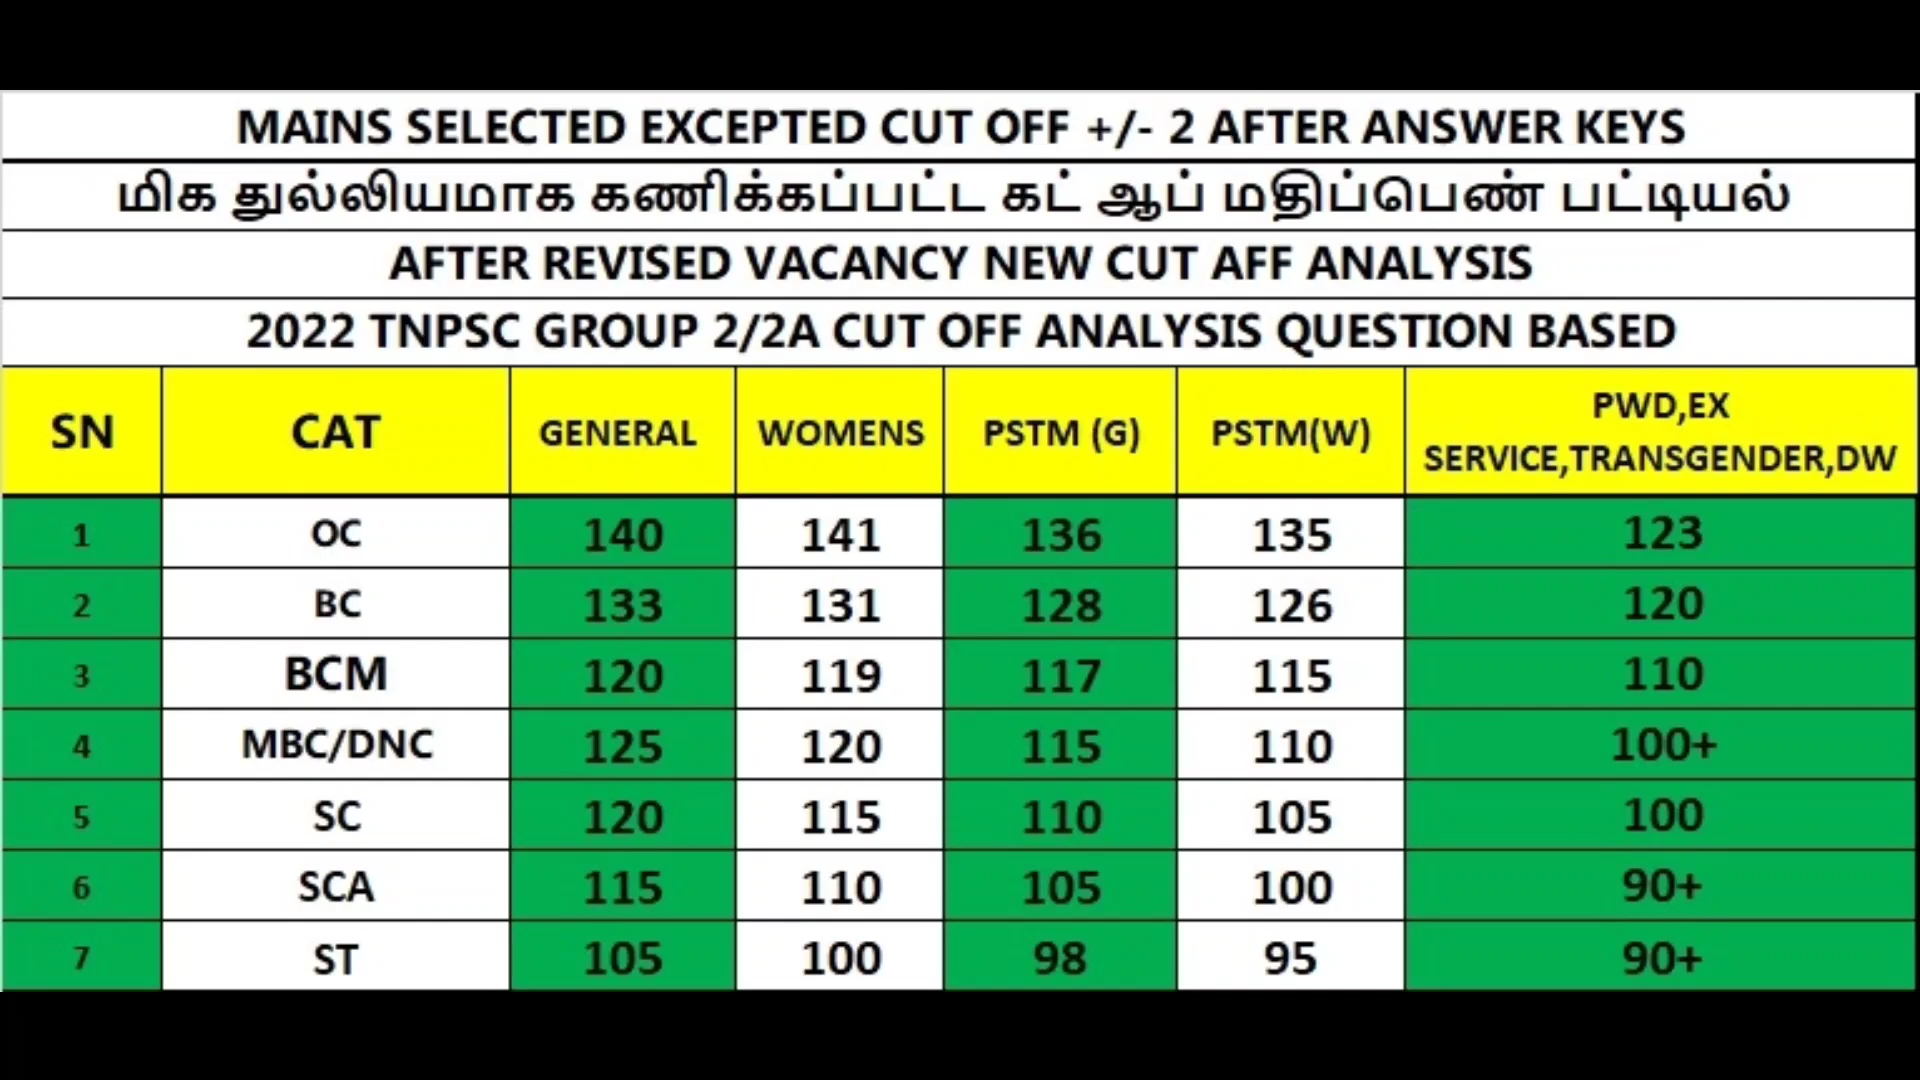 MAINS SELECTED EXCEPTED CUT OFF +/- 2 AFTER ANSWER KEYS
மிக துல்லியமாக கணிக்கப்பட்ட கட் ஆப் மதிப்பெண் பட்டியல்
AFTER REVISED VACANCY NEW CUT AFF ANALYSIS
2022 TNPSC GROUP 2/2A CUT OFF ANALYSIS QUESTION BASED
SN CAT GENERAL WOMENS PSTM (G) PSTM(W) PWD,EX SERVICE,TRANSGENDER,DW
1 OC 140 141 136 135 123
2 BC 133 131 128 126 120
3 BCM 120 119 117 115 110
4 MBC/DNC 125 120 115 110 100+
5 SC 120 115 110 105 100
6 SCA 115 110 105 100 90+
7 ST 105 100 98 95 90+